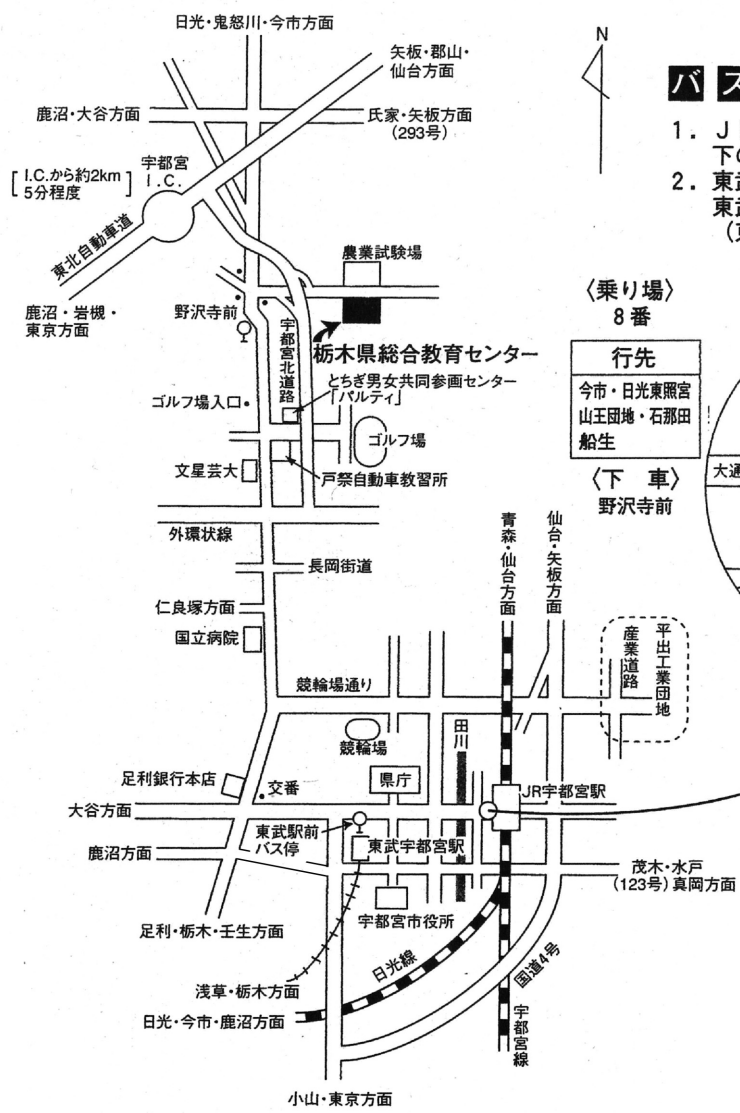 日光・鬼怒川・今市方面
矢板・郡山・
仙台方面
N
鹿沼・大谷方面
氏家・矢板方面
(293号)
バス
1．J
下の
2．東武
東武
(東
宇都宮
I.C.
I.C.から約2km
5分程度
東北自動車道
鹿沼・岩槻・
東京方面
農業試験場
野沢寺前
宇都宮北道路
栃木県総合教育センター
とちぎ男女共同参画センター
「パルティ」
ゴルフ場入口
ゴルフ場
文星芸大
戸祭自動車教習所
〈乗り場〉
8番
行先
今市・日光東照宮
山王団地・石那田
船生
〈下 車〉
野沢寺前
大通
外環状線
長岡街道
仁良塚方面
国立病院
青森・仙台方面
仙台・矢板方面
産業道路
平出工業団地
競輪場通り
競輪場
田川
足利銀行本店
交番
県庁
JR宇都宮駅
大谷方面
東武駅前
バス停
東武宇都宮駅
鹿沼方面
茂木・水戸
(123号)真岡方面
宇都宮市役所
足利・栃木・壬生方面
日光線
国道4号
浅草・栃木方面
日光・今市・鹿沼方面
宇都宮線
小山・東京方面